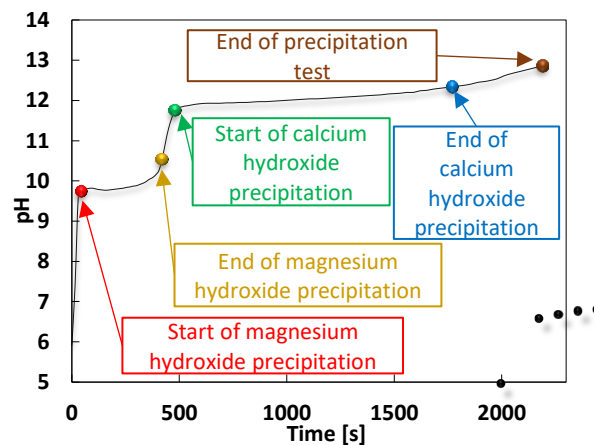 14
13
12
11
10
9
8
7
6
5
pH
End of precipitation
test
Start of calcium
hydroxide
precipitation
End of
calcium
hydroxide
precipitation
End of magnesium
hydroxide precipitation
Start of magnesium
hydroxide precipitation
0
500
1000
1500
2000
Time [s]